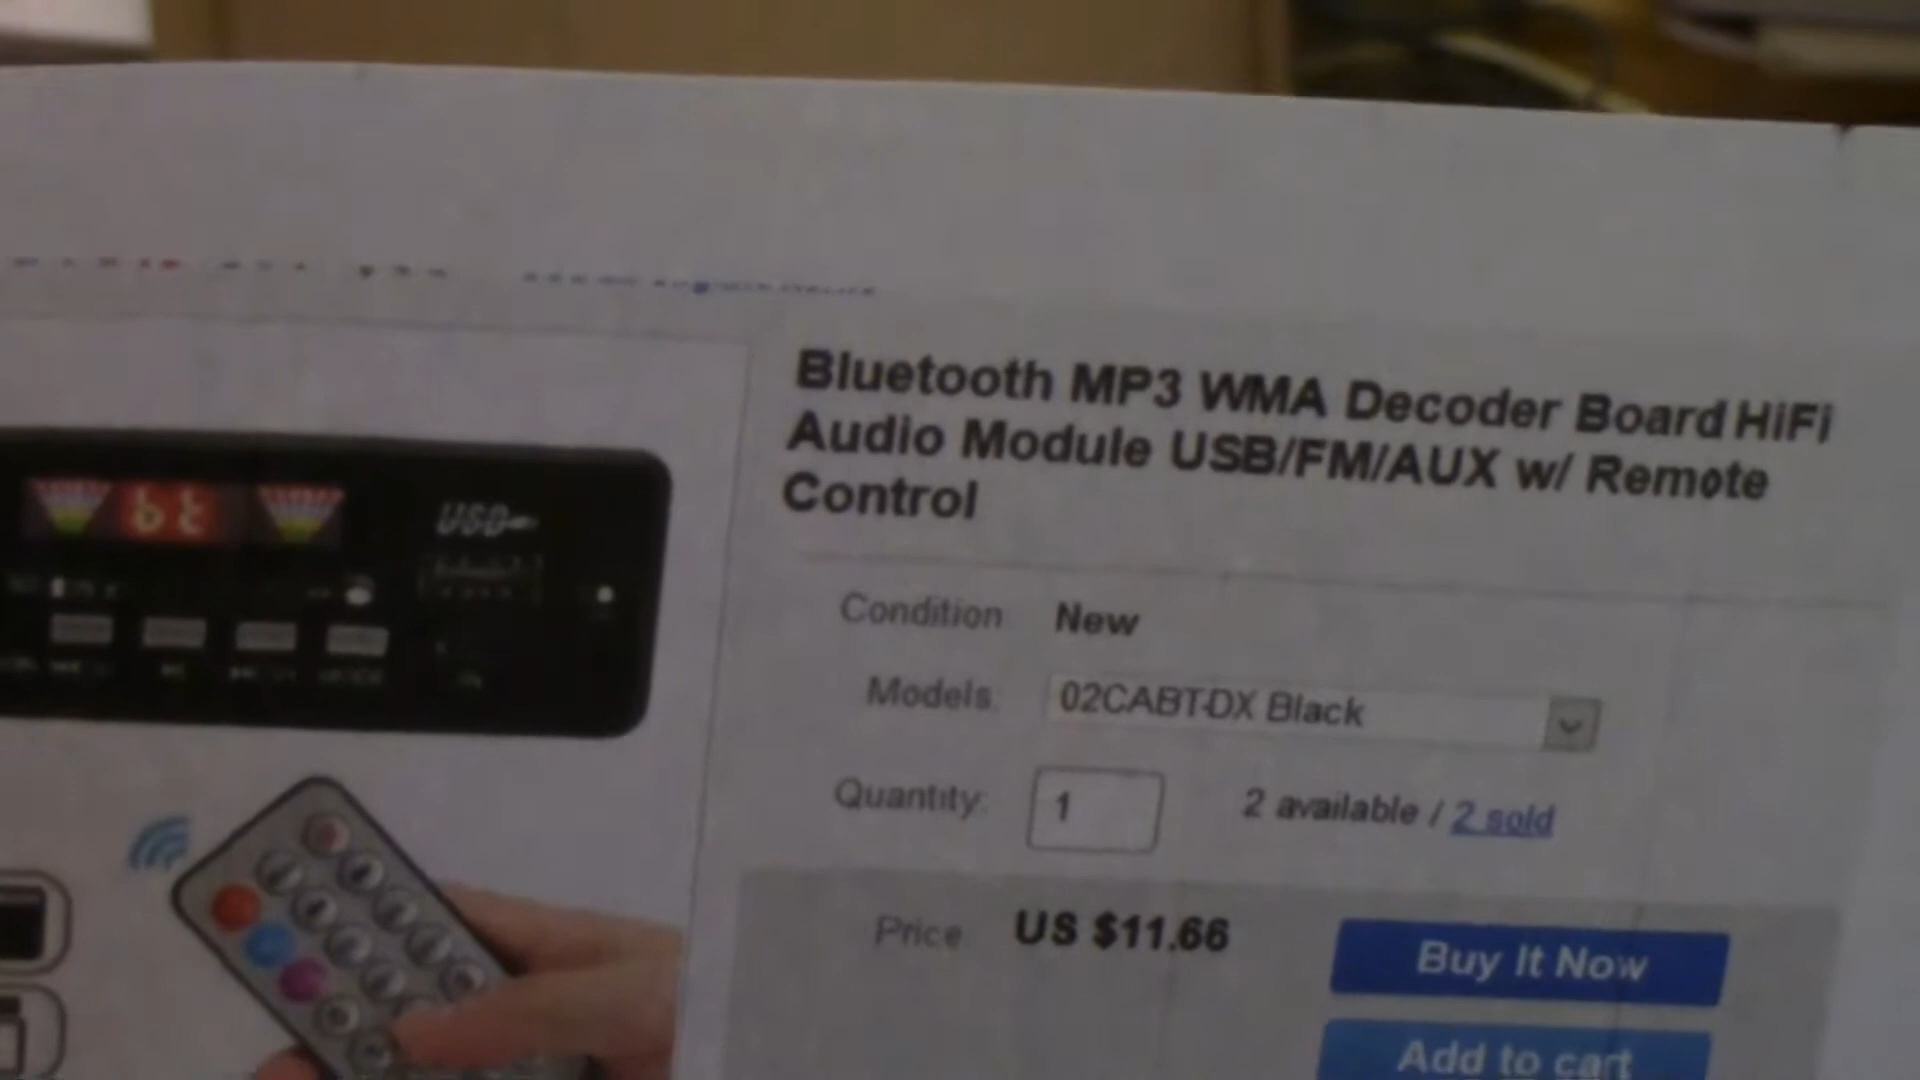 Bluetooth MP3 WMA Decoder Board HiFi
Audio Module USB/FM/AUX w/ Remote
Control
bt
USB
Condition New
Models: 02CABT-DX Black
Quantity: 1 2 available / 2 sold
Price US $11.66
Buy It Now
Add to cart